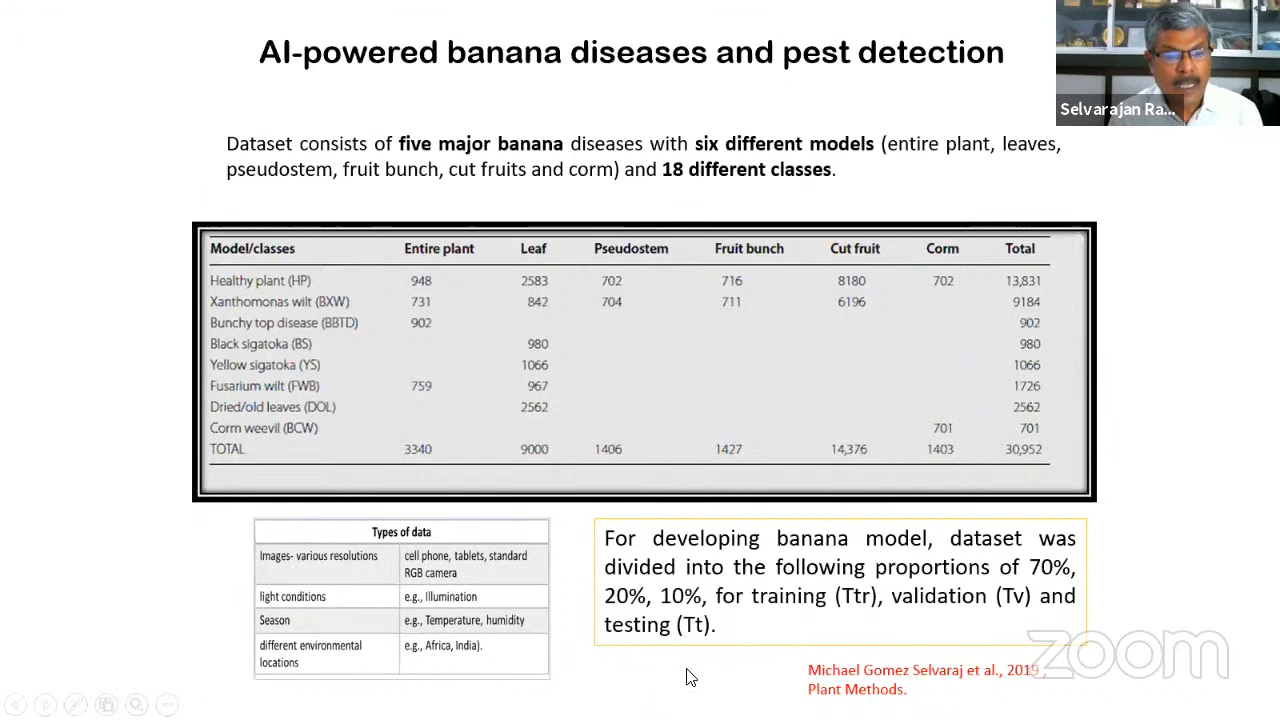 AI-powered banana diseases and pest detection
Selvarajan Ra...
Dataset consists of five major banana diseases with six different models (entire plant, leaves,
pseudostem, fruit bunch, cut fruits and corm) and 18 different classes.
Model/classes Entire plant Leaf Pseudostem Fruit bunch Cut fruit Corm Total
Healthy plant (HP) 948 2583 702 716 8180 702 13,831
Xanthomonas wilt (BXW) 731 842 704 711 6196 9184
Bunchy top disease (BBTD) 902 902
Black sigatoka (BS) 980 980
Yellow sigatoka (YS) 1066 1066
Fusarium wilt (FWB) 759 967 1726
Dried/old leaves (DOL) 2562 2562
Corm weevil (BCW) 701 701
TOTAL 3340 9000 1406 1427 14,376 1403 30,952
Types of data
Images- various resolutions cell phone, tablets, standard
RGB camera
light conditions e.g., Illumination
Season e.g., Temperature, humidity
different environmental e.g., Africa, India).
locations
For developing banana model, dataset was
divided into the following proportions of 70%,
20%, 10%, for training (Ttr), validation (Tv) and
testing (Tt).
zoom
Michael Gomez Selvaraj et al., 2019 ,
Plant Methods.